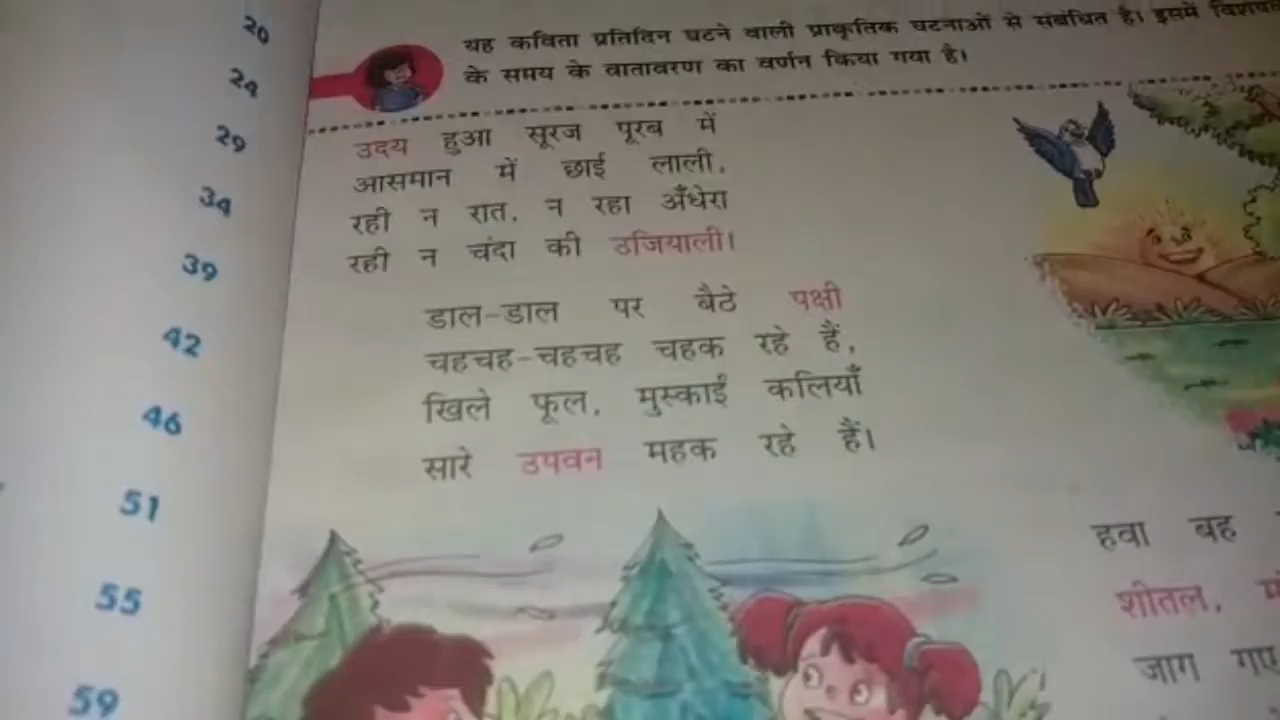 20
24
29
34
39
42
46
51
55
59
यह कविता प्रतिदिन घटने वाली प्राकृतिक घटनाओं से संबंधित है। इसमें
के समय के वातावरण का वर्णन किया गया है।
उदय हुआ सूरज पूरब में
आसमान में छाई लाली,
रही न रात, न रहा अँधेरा
रही न चंदा की उजियाली।
डाल-डाल पर बैठे पक्षी
चहचह-चहचह चहक रहे हैं,
खिले फूल, मुस्काईं कलियाँ
सारे उपवन महक रहे हैं।
हवा बह
शीतल,
जाग गए